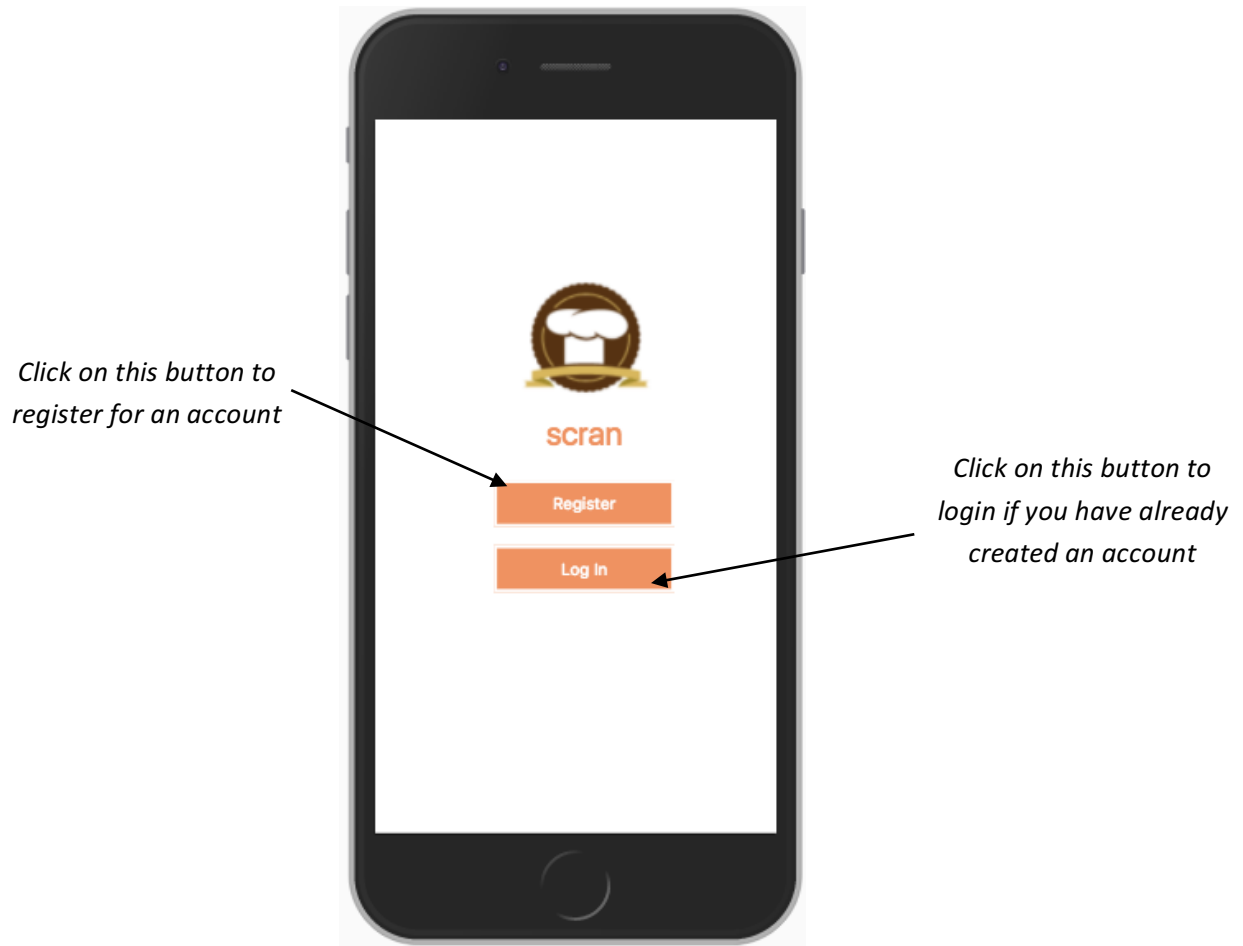 Click on this button to
register for an account
scran
Register
Log In
Click on this button to
login if you have already
created an account